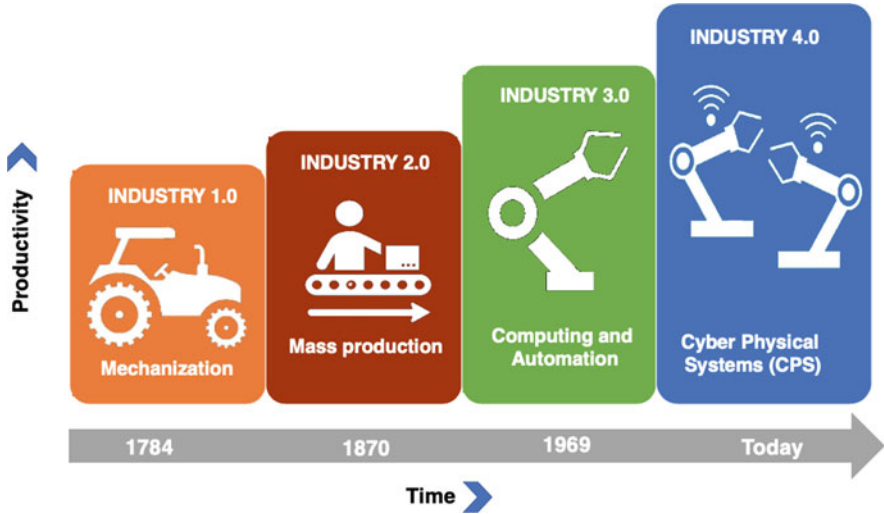 INDUSTRY 4.0
INDUSTRY 3.0
INDUSTRY 2.0
INDUSTRY 1.0
Productivity
Mechanization
Mass production
Computing and
Automation
Cyber Physical
Systems (CPS)
1784
1870
1969
Today
Time